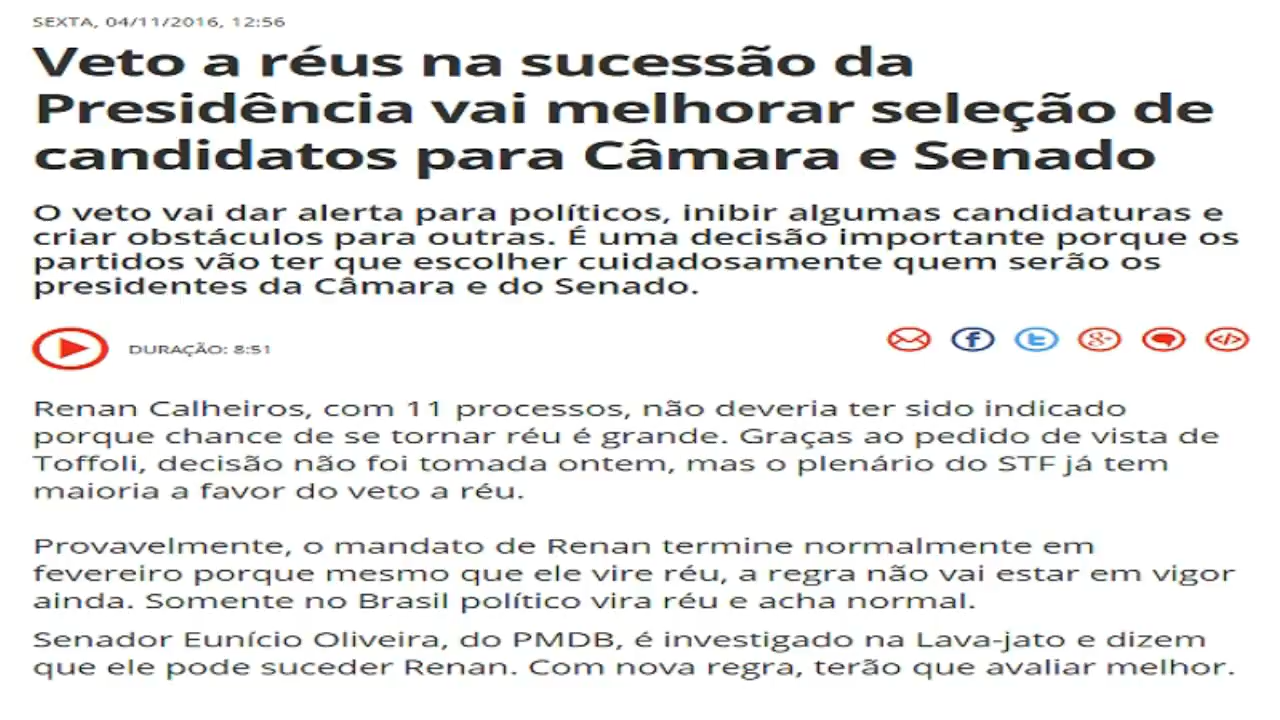 SEXTA, 04/11/2016, 12:56
Veto a réus na sucessão da
Presidência vai melhorar seleção de
candidatos para Câmara e Senado
O veto vai dar alerta para políticos, inibir algumas candidaturas e
criar obstáculos para outras. É uma decisão importante porque os
partidos vão ter que escolher cuidadosamente quem serão os
presidentes da Câmara e do Senado.
DURAÇÃO: 8:51
Renan Calheiros, com 11 processos, não deveria ter sido indicado
porque chance de se tornar réu é grande. Graças ao pedido de vista de
Toffoli, decisão não foi tomada ontem, mas o plenário do STF já tem
maioria a favor do veto a réu.
Provavelmente, o mandato de Renan termine normalmente em
fevereiro porque mesmo que ele vire réu, a regra não vai estar em vigor
ainda. Somente no Brasil político vira réu e acha normal.
Senador Eunício Oliveira, do PMDB, é investigado na Lava-jato e dizem
que ele pode suceder Renan. Com nova regra, terão que avaliar melhor.